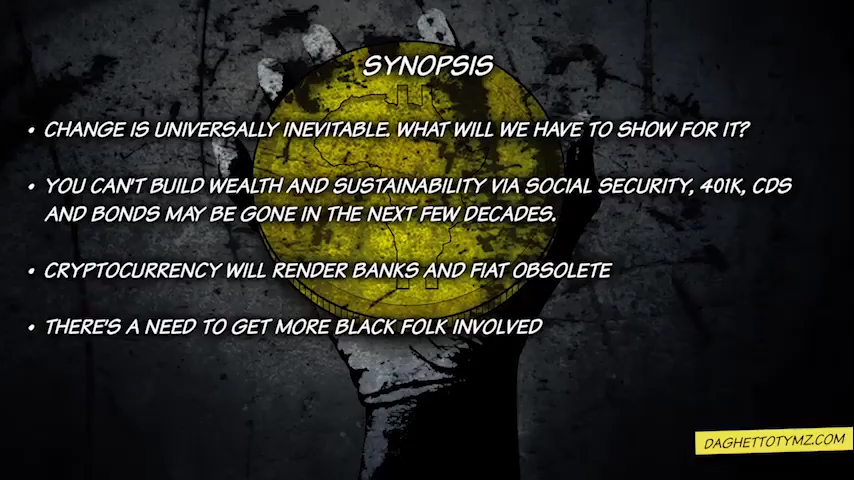 SYNOPSIS
• CHANGE IS UNIVERSALLY INEVITABLE. WHAT WILL WE HAVE TO SHOW FOR IT?
• YOU CAN'T BUILD WEALTH AND SUSTAINABILITY VIA SOCIAL SECURITY, 401K, CDS
AND BONDS MAY BE GONE IN THE NEXT FEW DECADES.
• CRYPTOCURRENCY WILL RENDER BANKS AND FIAT OBSOLETE
• THERE'S A NEED TO GET MORE BLACK FOLK INVOLVED
DAGHETTOTYMZ.COM